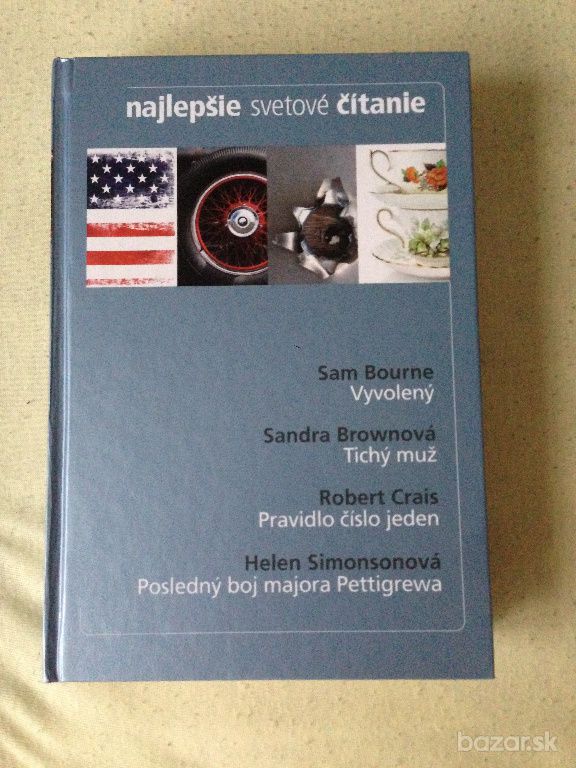 najlepšie svetové čítanie
Sam Bourne
Vyvolený
Sandra Brownová
Tichý muž
Robert Crais
Pravidlo číslo jeden
Helen Simonsonová
Posledný boj majora Pettigrewa
bazar.sk